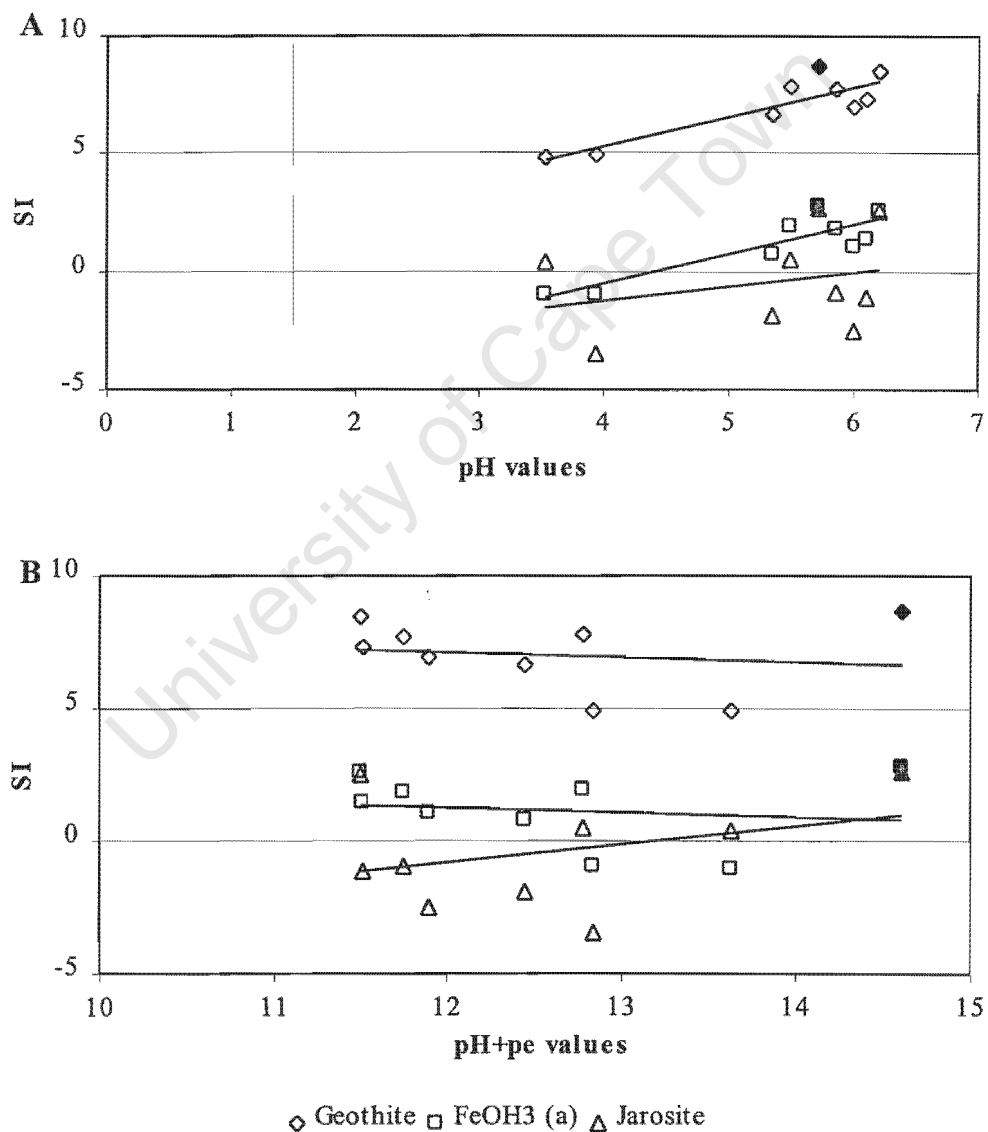 A
10
5
0
-5
SI
0 1 2 3 4 5 6 7
pH values
B
10
5
0
-5
SI
10 11 12 13 14 15
pH+pe values
Geothite FeOH3 (a) Jarosite
University of Cape Town